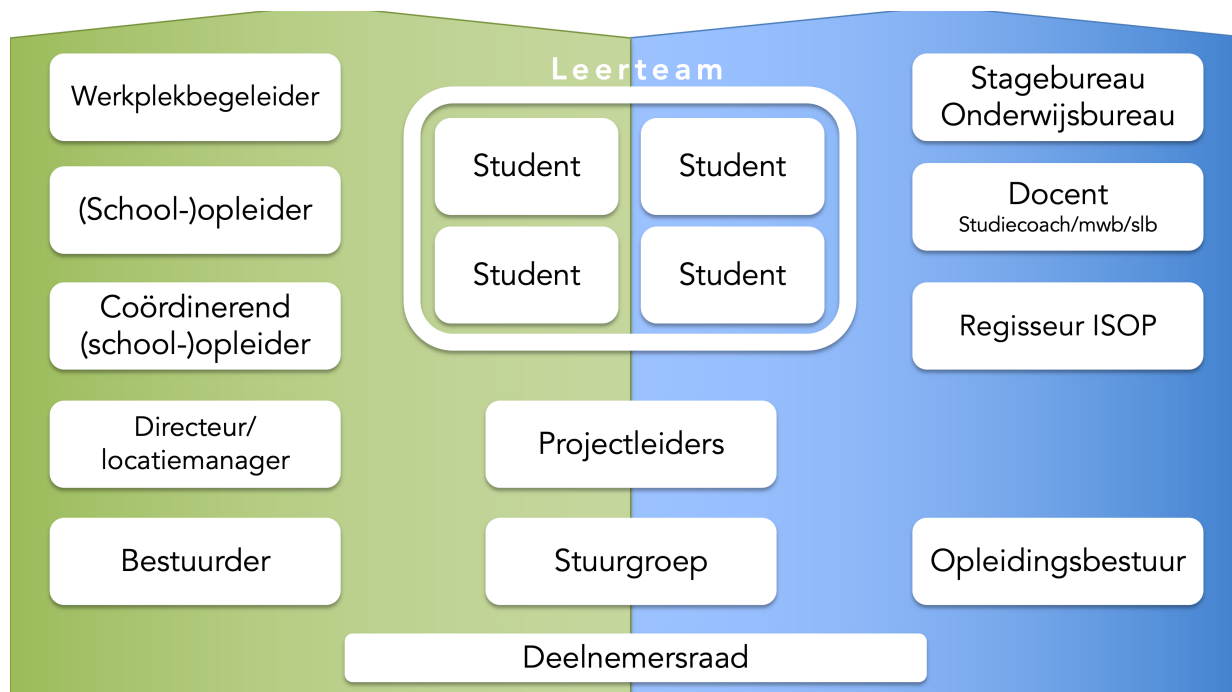 Leerteam
Werkplekbegeleider
(School-)opleider
Coördinerend
(school-)opleider
Directeur/
locatiemanager
Bestuurder
Student
Student
Student
Student
Projectleiders
Stuurgroep
Stagebureau
Onderwijsbureau
Docent
Studiecoach/mwb/slb
Regisseur ISOP
Opleidingsbestuur
Deelnemersraad